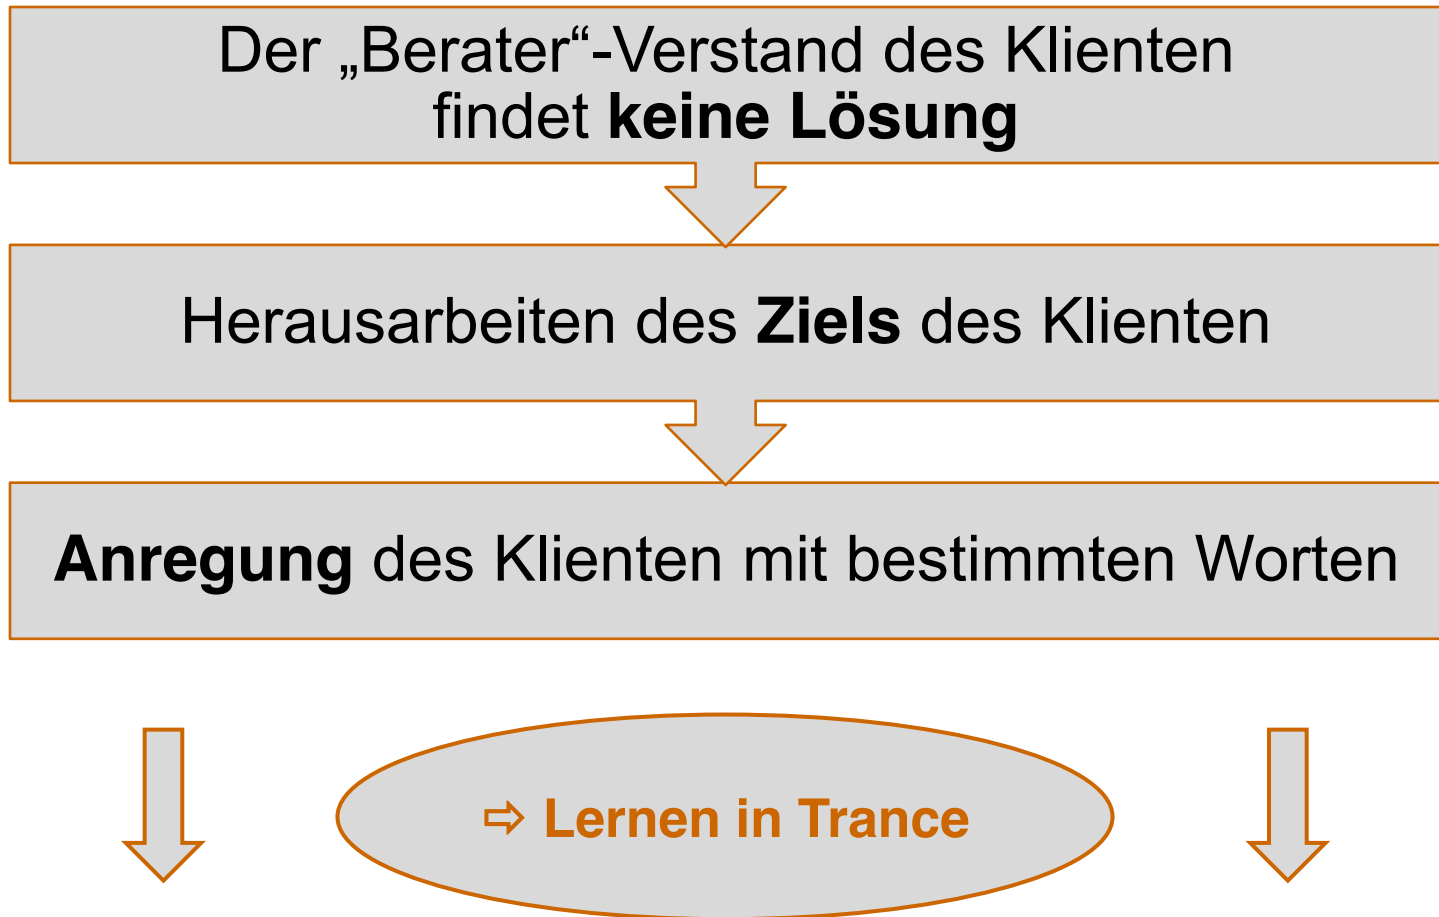 Der „Berater“-Verstand des Klienten
findet keine Lösung
Herausarbeiten des Ziels des Klienten
Anregung des Klienten mit bestimmten Worten
⇨ Lernen in Trance